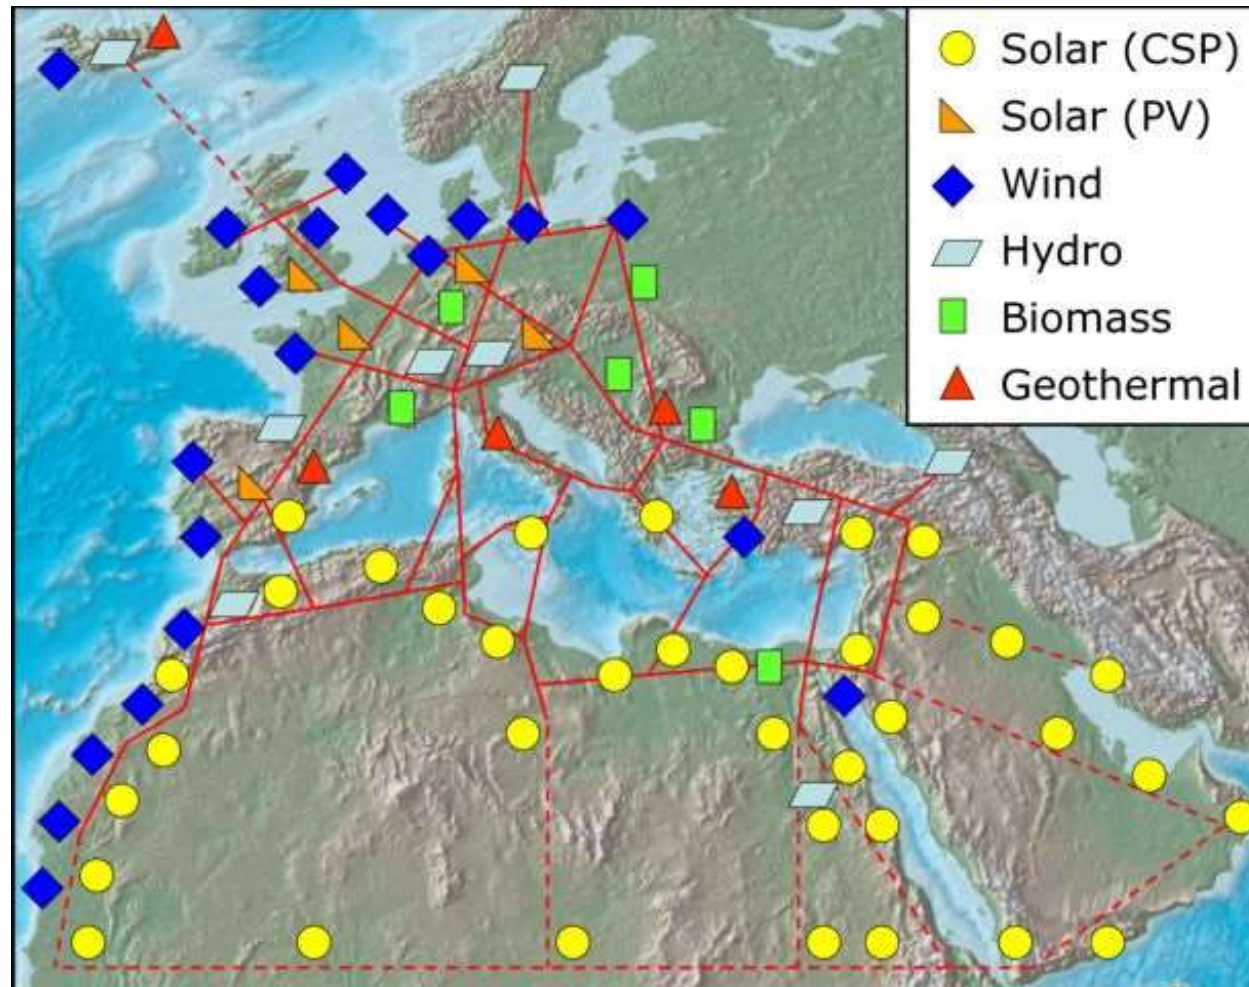 Solar (CSP)
Solar (PV)
Wind
Hydro
Biomass
Geothermal